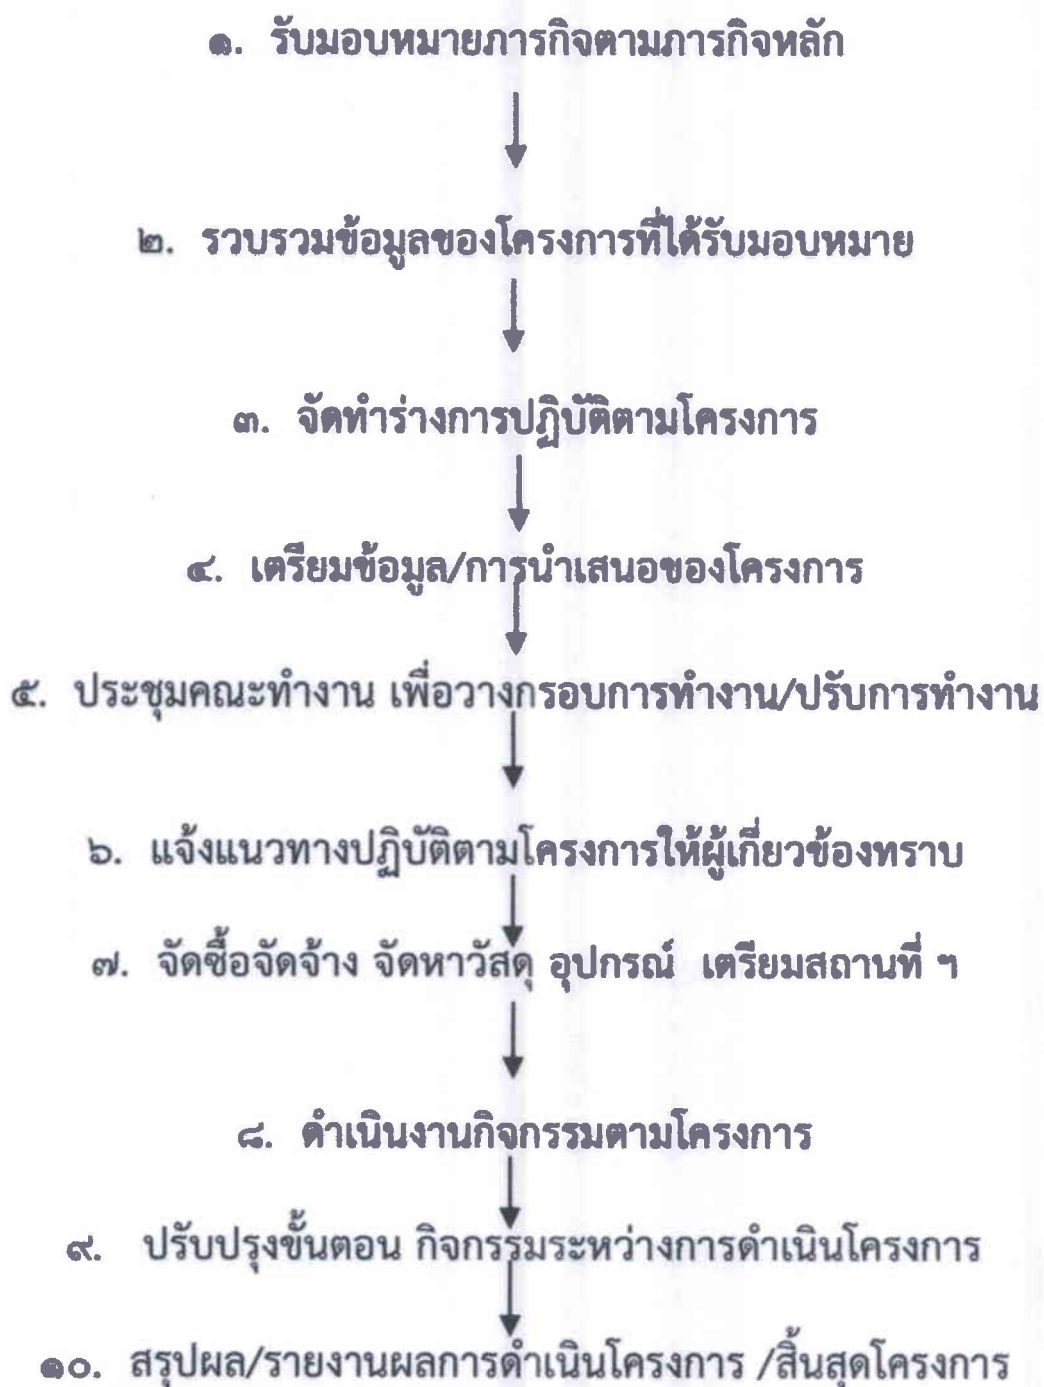 ๑. รับมอบหมายภารกิจตามภารกิจหลัก
๒. รวบรวมข้อมูลของโครงการที่ได้รับมอบหมาย
๓. จัดทำร่างการปฏิบัติตามโครงการ
๔. เตรียมข้อมูล/การนำเสนอของโครงการ
๕. ประชุมคณะทำงาน เพื่อวางกรอบการทำงาน/ปรับการทำงาน
๖. แจ้งแนวทางปฏิบัติตามโครงการให้ผู้เกี่ยวข้องทราบ
๗. จัดซื้อจัดจ้าง จัดหาวัสดุ อุปกรณ์ เตรียมสถานที่ ฯ
๘. ดำเนินงานกิจกรรมตามโครงการ
๙. ปรับปรุงขั้นตอน กิจกรรมระหว่างการดำเนินโครงการ
๑๐. สรุปผล/รายงานผลการดำเนินโครงการ /สิ้นสุดโครงการ